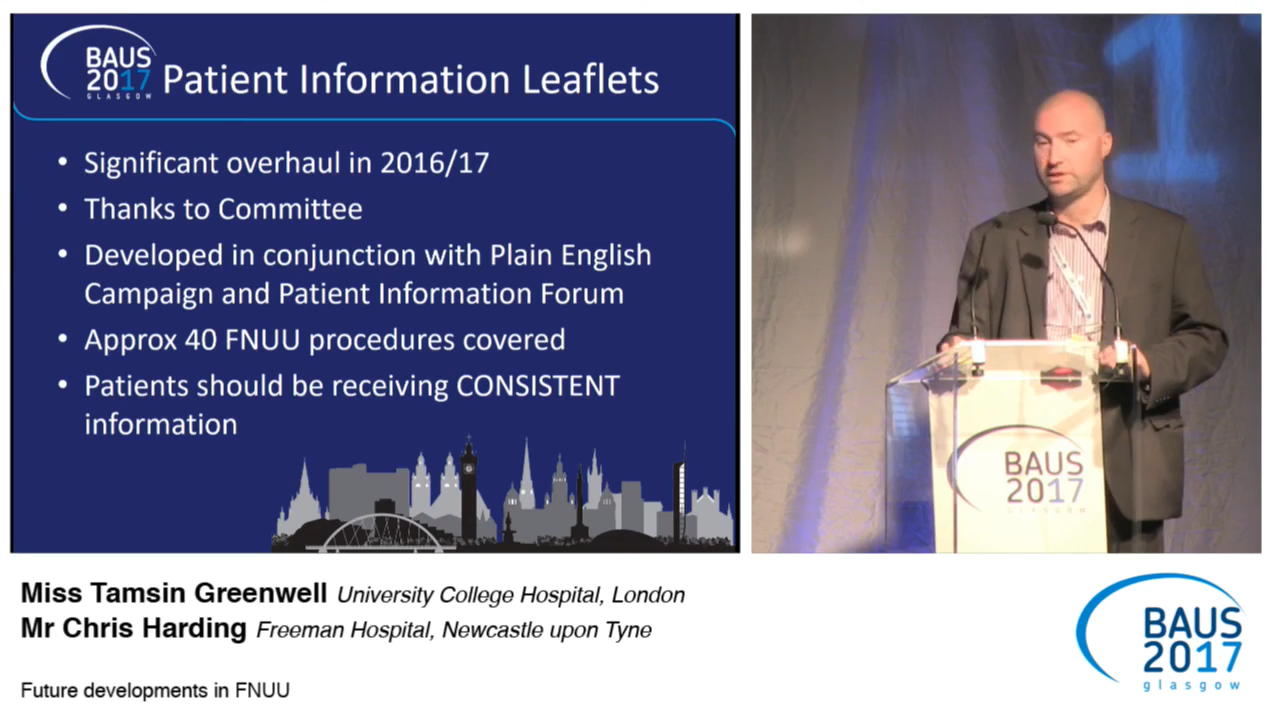 BAUS
2017
GLASGOW
Patient Information Leaflets
• Significant overhaul in 2016/17
• Thanks to Committee
• Developed in conjunction with Plain English
Campaign and Patient Information Forum
• Approx 40 FNUU procedures covered
• Patients should be receiving CONSISTENT
information
1
BAUS
2017
GLASGOW
Miss Tamsin Greenwell University College Hospital, London
Mr Chris Harding Freeman Hospital, Newcastle upon Tyne
Future developments in FNUU
BAUS
2017
glasgow